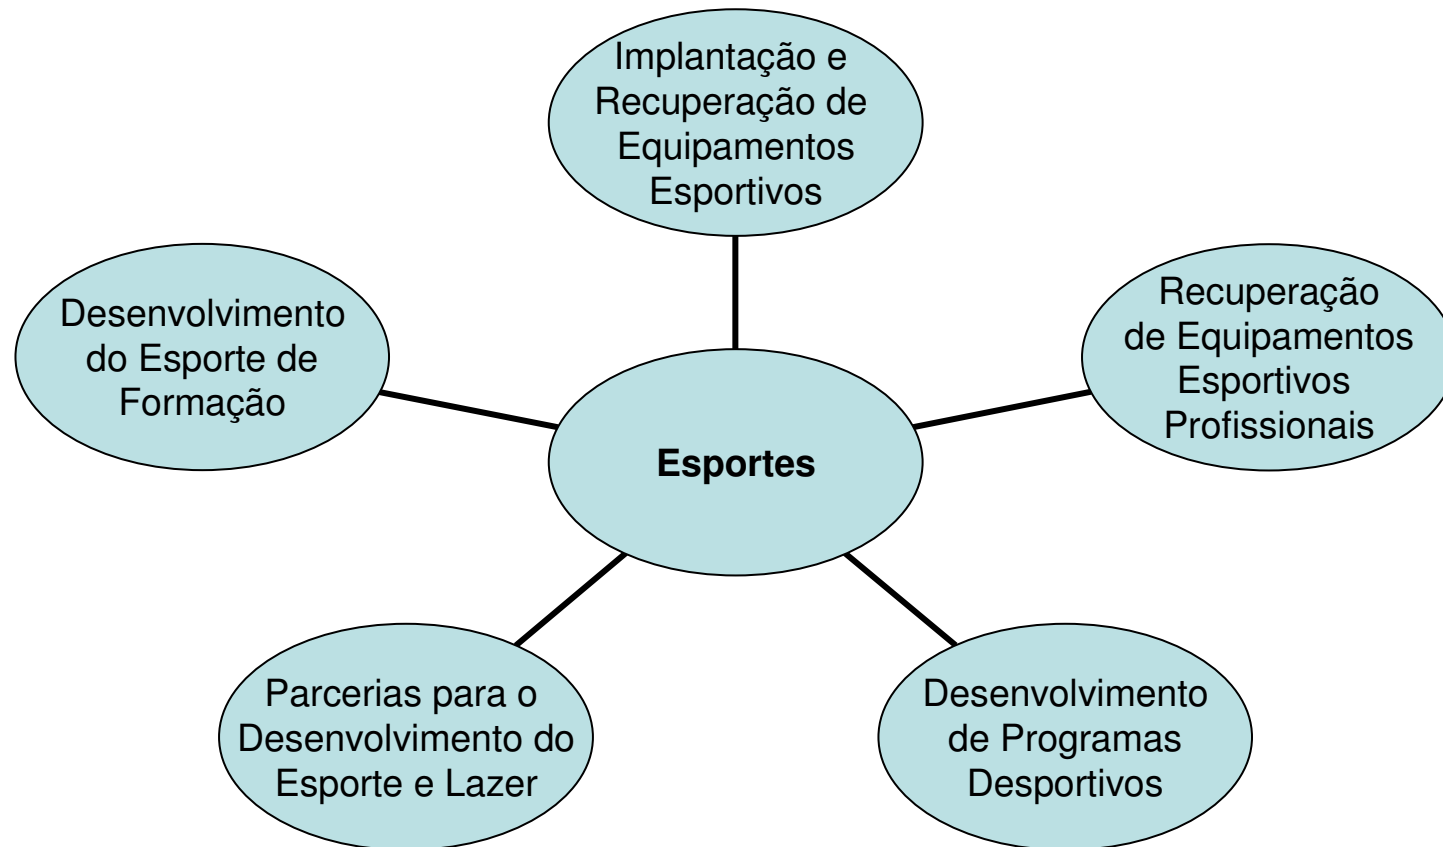 Implantação e
Recuperação de
Equipamentos
Esportivos
Desenvolvimento
do Esporte de
Formação
Recuperação
de Equipamentos
Esportivos
Profissionais
Esportes
Parcerias para o
Desenvolvimento do
Esporte e Lazer
Desenvolvimento
de Programas
Desportivos